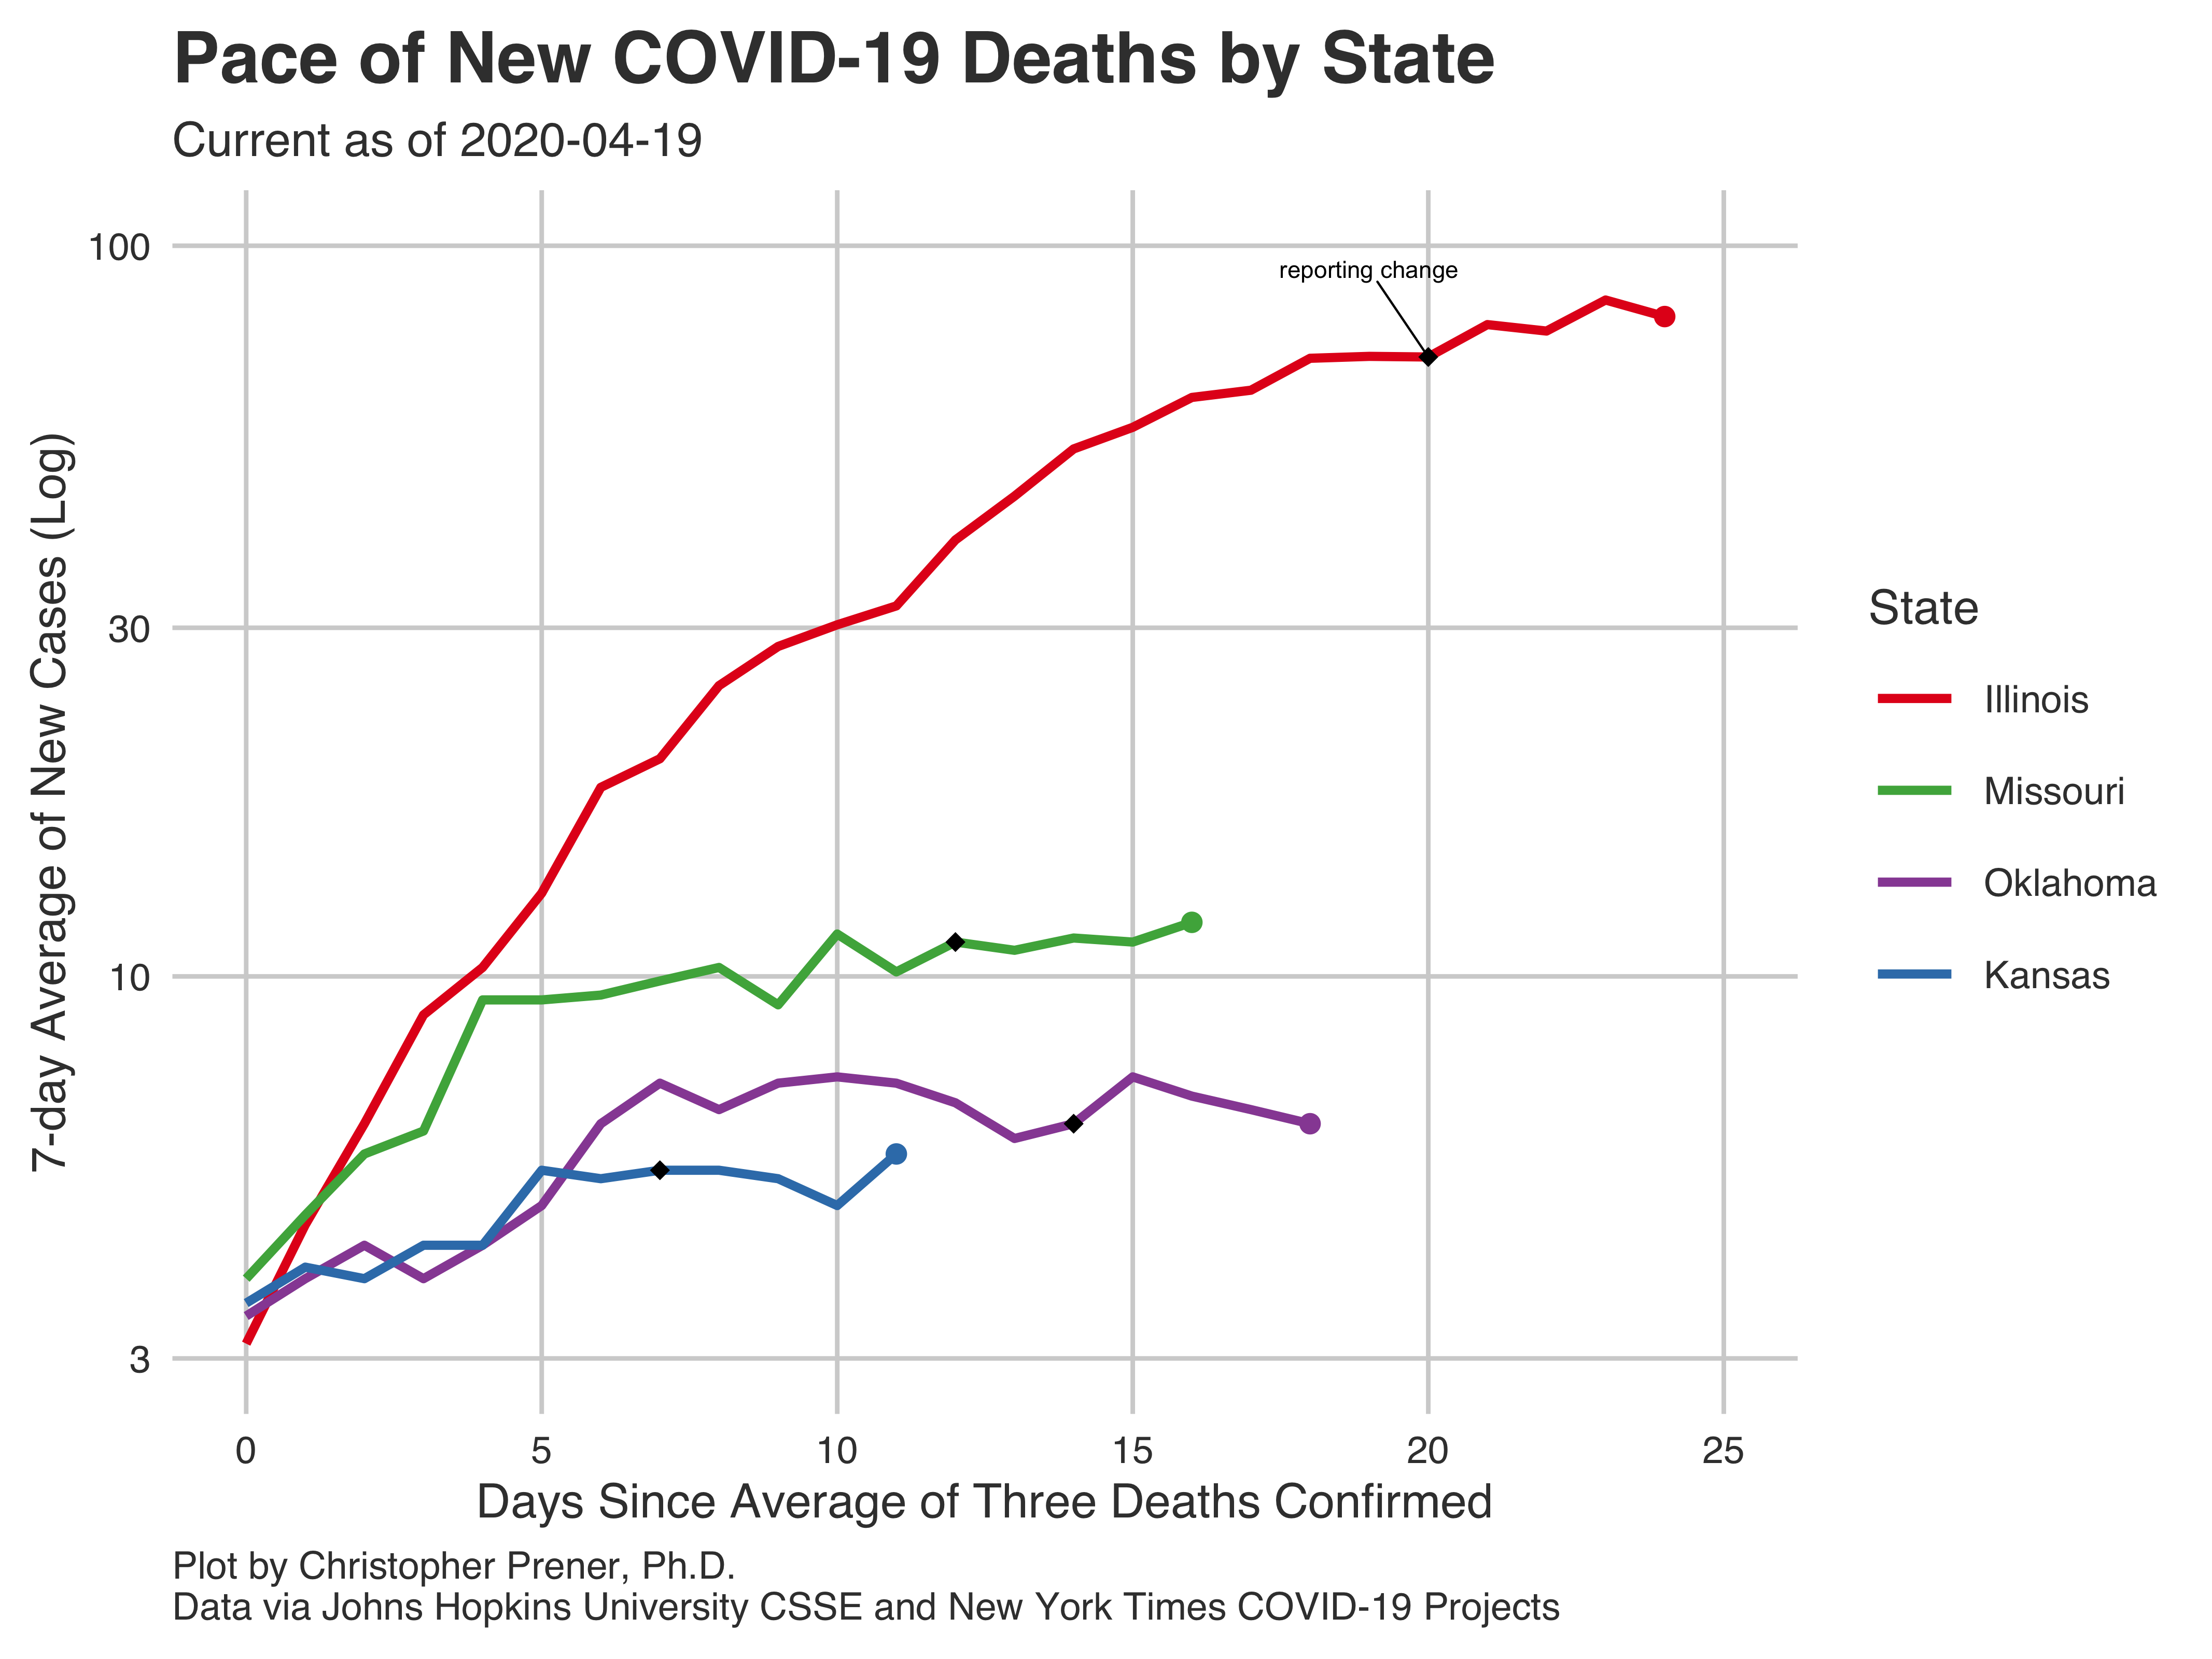 Pace of New COVID-19 Deaths by State
Current as of 2020-04-19
7-day Average of New Cases (Log)
100
30
10
3
reporting change
0 5 10 15 20 25
Days Since Average of Three Deaths Confirmed
State
Illinois
Missouri
Oklahoma
Kansas
Plot by Christopher Prener, Ph.D.
Data via Johns Hopkins University CSSE and New York Times COVID-19 Projects